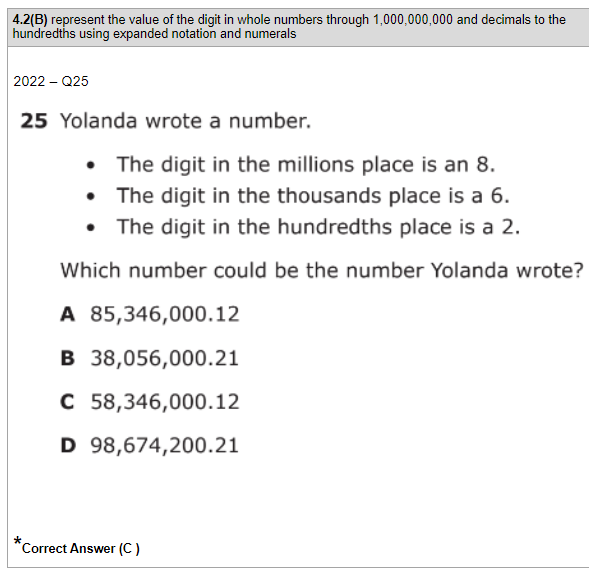 4.2(B) represent the value of the digit in whole numbers through 1,000,000,000 and decimals to the
hundredths using expanded notation and numerals
2022 – Q25
25 Yolanda wrote a number.
• The digit in the millions place is an 8.
• The digit in the thousands place is a 6.
• The digit in the hundredths place is a 2.
Which number could be the number Yolanda wrote?
A 85,346,000.12
B 38,056,000.21
C 58,346,000.12
D 98,674,200.21
*Correct Answer (C )